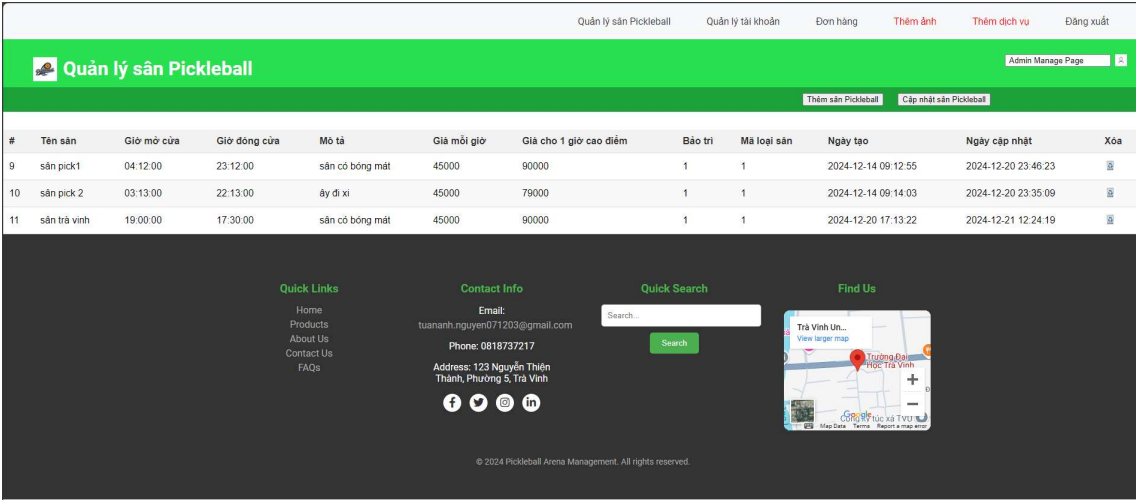 Quản lý sân Pickleball Quản lý tài khoản Đơn hàng Thêm ảnh Thêm dịch vụ Đăng xuất
Quản lý sân Pickleball
Admin Manage Page
Thêm sân Pickleball Cập nhật sân Pickleball
# Tên sân Giờ mở cửa Giờ đóng cửa Mô tả Giá mỗi giờ Giá cho 1 giờ cao điểm Bảo trì Mã loại sân Ngày tạo Ngày cập nhật Xóa
9 sân pick1 04:12:00 23:12:00 sân có bóng mát 45000 90000 1 1 2024-12-14 09:12:55 2024-12-20 23:46:23
10 sân pick 2 03:13:00 22:13:00 ây đi xi 45000 79000 1 1 2024-12-14 09:14:03 2024-12-20 23:35:09
11 sân trà vinh 19:00:00 17:30:00 sân có bóng mát 45000 90000 1 1 2024-12-20 17:13:22 2024-12-21 12:24:19
Quick Links
Home
Products
About Us
Contact Us
FAQs
Contact Info
Email:
tuananh.nguyen071203@gmail.com
Phone: 0818737217
Address: 123 Nguyễn Thiện
Thành, Phường 5, Trà Vinh
Quick Search
Search...
Search
Find Us
Trà Vinh Un...
View larger map
Trường Đại
Học Trà Vinh
Google
túc xá TVU
Map Data Terms Report a map error
© 2024 Pickleball Arena Management. All rights reserved.